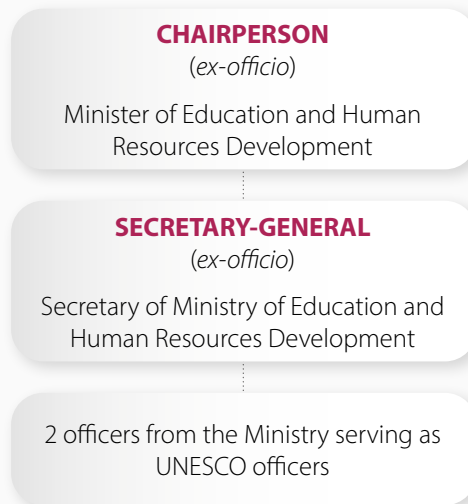 CHAIRPERSON
(ex-officio)
Minister of Education and Human
Resources Development
SECRETARY-GENERAL
(ex-officio)
Secretary of Ministry of Education and
Human Resources Development
2 officers from the Ministry serving as
UNESCO officers